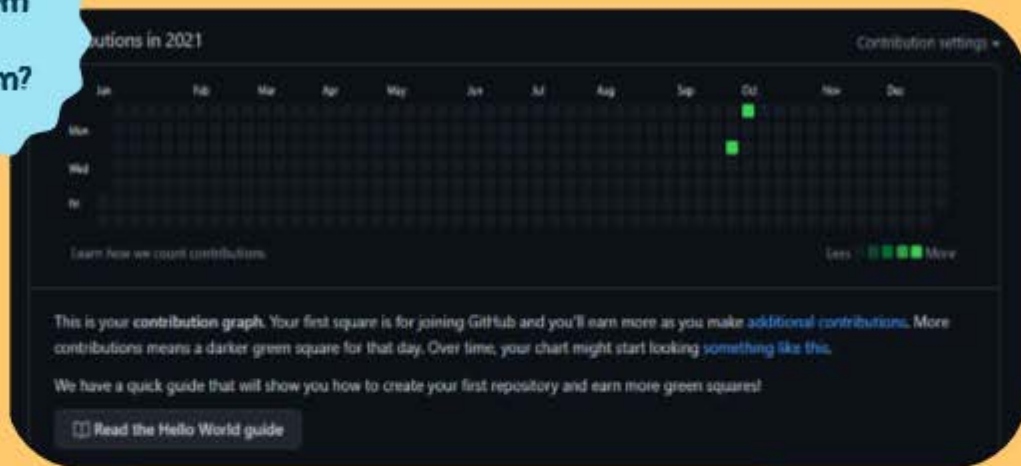 m?
utions in 2021
Contribution settings
Jan Feb Mar Apr May Jun Jul Aug Sep Oct Nov Dec
Mon
Wed
Fri
Learn how we count contributions
Less More
This is your contribution graph. Your first square is for joining GitHub and you'll earn more as you make additional contributions. More
contributions means a darker green square for that day. Over time, your chart might start looking something like this.
We have a quick guide that will show you how to create your first repository and earn more green squares!
Read the Hello World guide